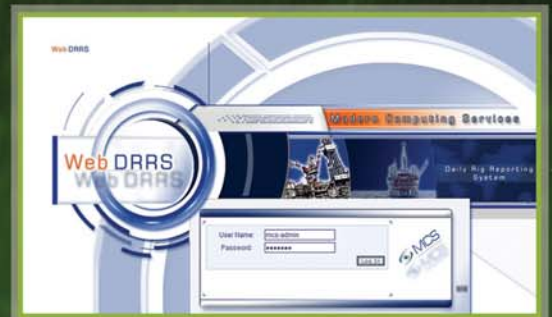 Web DRRS
Modern Computing Services
Web DRRS
Web DRRS
Daily Rig Reporting
System
User Name: mcs-admin
Password: *******
Log In
MCS
MCS